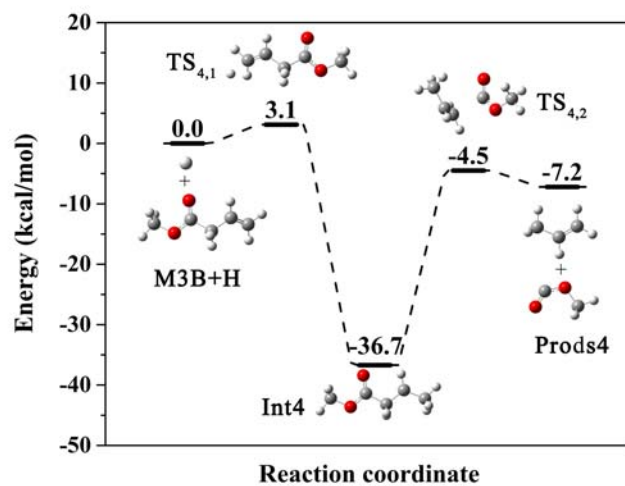 20
10
0
-10
-20
-30
-40
-50
Energy (kcal/mol)
Reaction coordinate
TS4,1
3.1
0.0
+
M3B+H
-36.7
Int4
TS4,2
-4.5
-7.2
+
Prods4